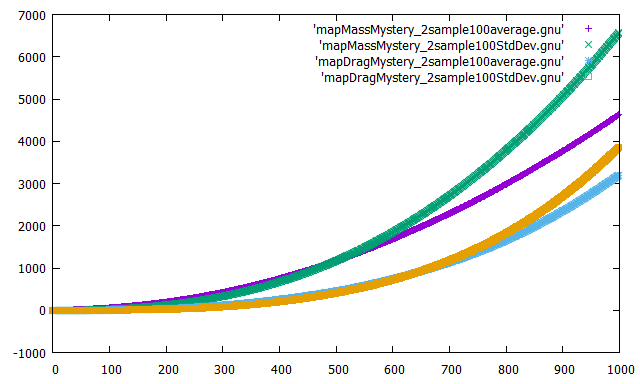 7000
6000
5000
4000
3000
2000
1000
0
-1000
'mapMassMystery_2sample100average.gnu'
'mapMassMystery_2sample100StdDev.gnu'
'mapDragMystery_2sample100average.gnu'
'mapDragMystery_2sample100StdDev.gnu'
0 100 200 300 400 500 600 700 800 900 1000